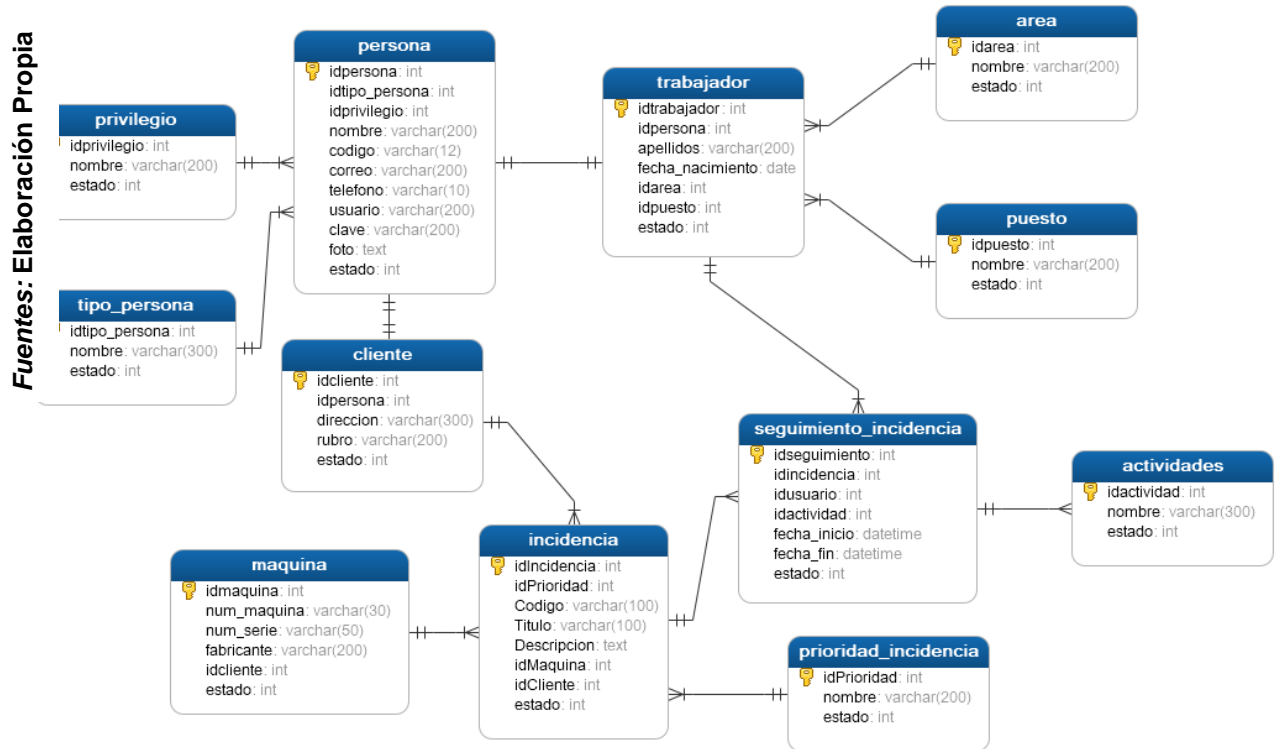 Fuentes: Elaboración Propia
privilegio
idprivilegio: int
nombre: varchar(200)
estado: int
tipo_persona
idtipo_persona: int
nombre: varchar(300)
estado: int
persona
idpersona: int
idtipo_persona: int
idprivilegio: int
nombre: varchar(200)
codigo: varchar(12)
correo: varchar(200)
telefono: varchar(10)
usuario: varchar(200)
clave: varchar(200)
foto: text
estado: int
trabajador
idtrabajador: int
idpersona: int
apellidos: varchar(200)
fecha_nacimiento: date
idarea: int
idpuesto: int
estado: int
area
idarea: int
nombre: varchar(200)
estado: int
puesto
idpuesto: int
nombre: varchar(200)
estado: int
cliente
idcliente: int
idpersona: int
direccion: varchar(300)
rubro: varchar(200)
estado: int
seguimiento_incidencia
idseguimiento: int
idincidencia: int
idusuario: int
idactividad: int
fecha_inicio: datetime
fecha_fin: datetime
estado: int
actividades
idactividad: int
nombre: varchar(300)
estado: int
maquina
idmaquina: int
num_maquina: varchar(30)
num_serie: varchar(50)
fabricante: varchar(200)
idcliente: int
estado: int
incidencia
idIncidencia: int
idPrioridad: int
Codigo: varchar(100)
Titulo: varchar(100)
Descripcion: text
idMaquina: int
idCliente: int
estado: int
prioridad_incidencia
idPrioridad: int
nombre: varchar(200)
estado: int